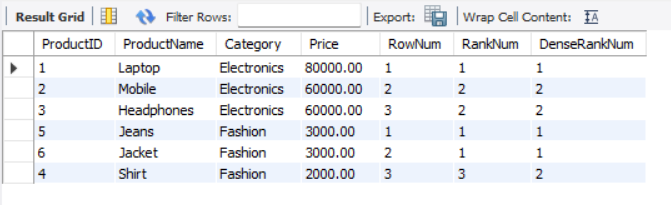 Result Grid Filter Rows: Export: Wrap Cell Content: IA
ProductID ProductName Category Price RowNum RankNum DenseRankNum
1 Laptop Electronics 80000.00 1 1 1
2 Mobile Electronics 60000.00 2 2 2
3 Headphones Electronics 60000.00 3 2 2
5 Jeans Fashion 3000.00 1 1 1
6 Jacket Fashion 3000.00 2 1 1
4 Shirt Fashion 2000.00 3 3 2